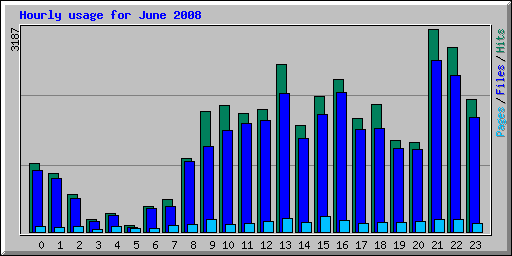 Hourly usage for June 2008
3187
Pages / Files / Hits
0 1 2 3 4 5 6 7 8 9 10 11 12 13 14 15 16 17 18 19 20 21 22 23